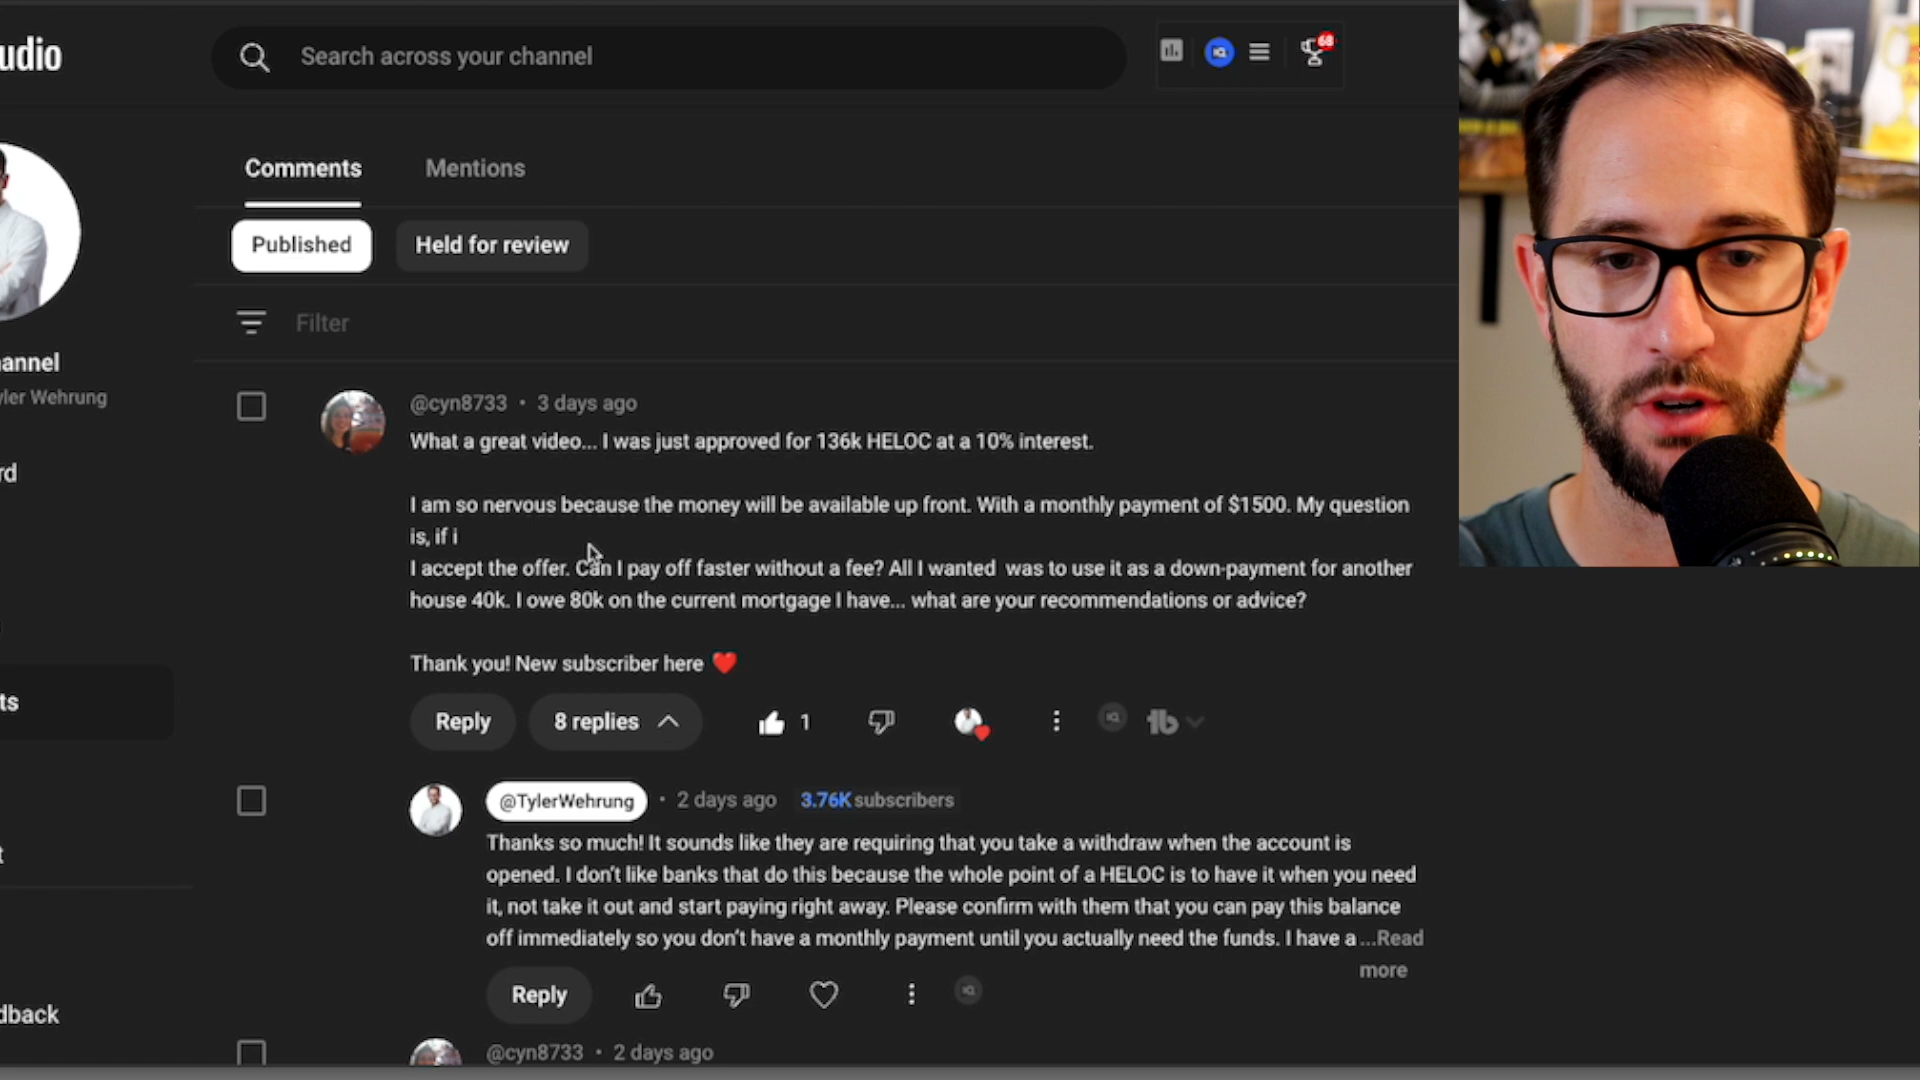 udio
Search across your channel
68
Comments
Mentions
Published
Held for review
Filter
annel
ler Wehrung
rd
ts
t
dback
@cyn8733 • 3 days ago
What a great video... I was just approved for 136k HELOC at a 10% interest.
I am so nervous because the money will be available up front. With a monthly payment of $1500. My question
is, if i
I accept the offer. Can I pay off faster without a fee? All I wanted was to use it as a down-payment for another
house 40k. I owe 80k on the current mortgage I have... what are your recommendations or advice?
Thank you! New subscriber here ❤️
Reply
8 replies
1
@TylerWehrung • 2 days ago 3.76K subscribers
Thanks so much! It sounds like they are requiring that you take a withdraw when the account is
opened. I don't like banks that do this because the whole point of a HELOC is to have it when you need
it, not take it out and start paying right away. Please confirm with them that you can pay this balance
off immediately so you don't have a monthly payment until you actually need the funds. I have a ...Read
more
Reply
@cyn8733 • 2 days ago